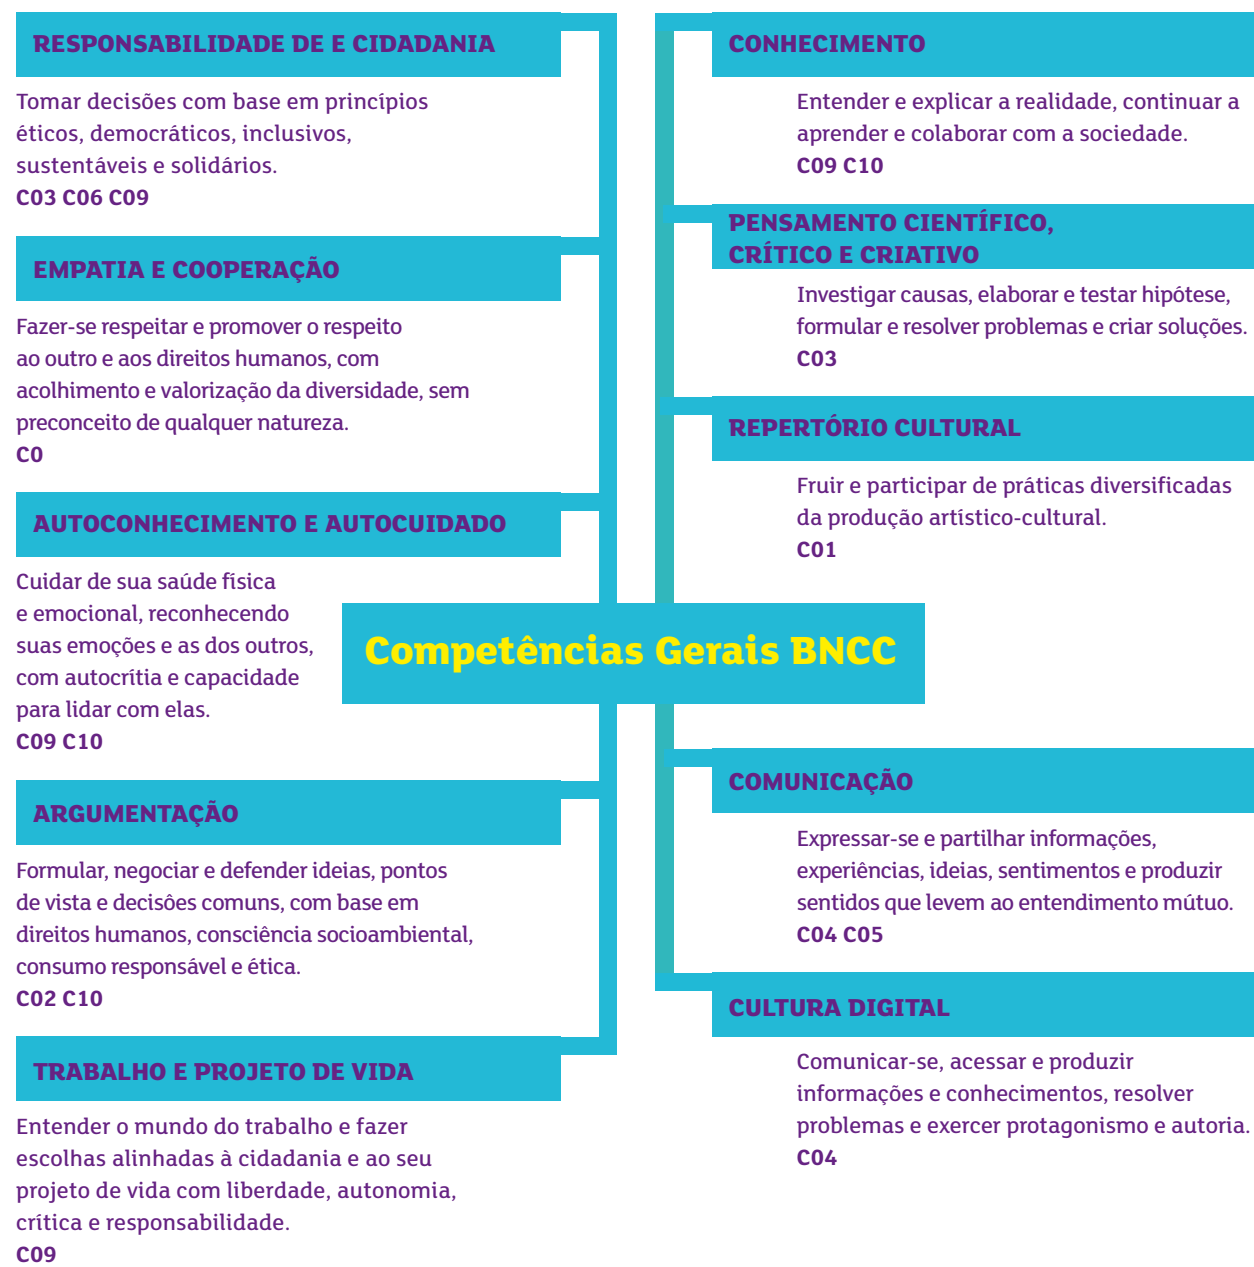 RESPONSABILIDADE DE E CIDADANIA
Tomar decisões com base em princípios
éticos, democráticos, inclusivos,
sustentáveis e solidários.
C03 C06 C09
EMPATIA E COOPERAÇÃO
Fazer-se respeitar e promover o respeito
ao outro e aos direitos humanos, com
acolhimento e valorização da diversidade, sem
preconceito de qualquer natureza.
C0
AUTOCONHECIMENTO E AUTOCUIDADO
Cuidar de sua saúde física
e emocional, reconhecendo
suas emoções e as dos outros,
com autocrítia e capacidade
para lidar com elas.
C09 C10
ARGUMENTAÇÃO
Formular, negociar e defender ideias, pontos
de vista e decisôes comuns, com base em
direitos humanos, consciência socioambiental,
consumo responsável e ética.
C02 C10
TRABALHO E PROJETO DE VIDA
Entender o mundo do trabalho e fazer
escolhas alinhadas à cidadania e ao seu
projeto de vida com liberdade, autonomia,
crítica e responsabilidade.
C09
Competências Gerais BNCC
CONHECIMENTO
Entender e explicar a realidade, continuar a
aprender e colaborar com a sociedade.
C09 C10
PENSAMENTO CIENTÍFICO,
CRÍTICO E CRIATIVO
Investigar causas, elaborar e testar hipótese,
formular e resolver problemas e criar soluções.
C03
REPERTÓRIO CULTURAL
Fruir e participar de práticas diversificadas
da produção artístico-cultural.
C01
COMUNICAÇÃO
Expressar-se e partilhar informações,
experiências, ideias, sentimentos e produzir
sentidos que levem ao entendimento mútuo.
C04 C05
CULTURA DIGITAL
Comunicar-se, acessar e produzir
informações e conhecimentos, resolver
problemas e exercer protagonismo e autoria.
C04